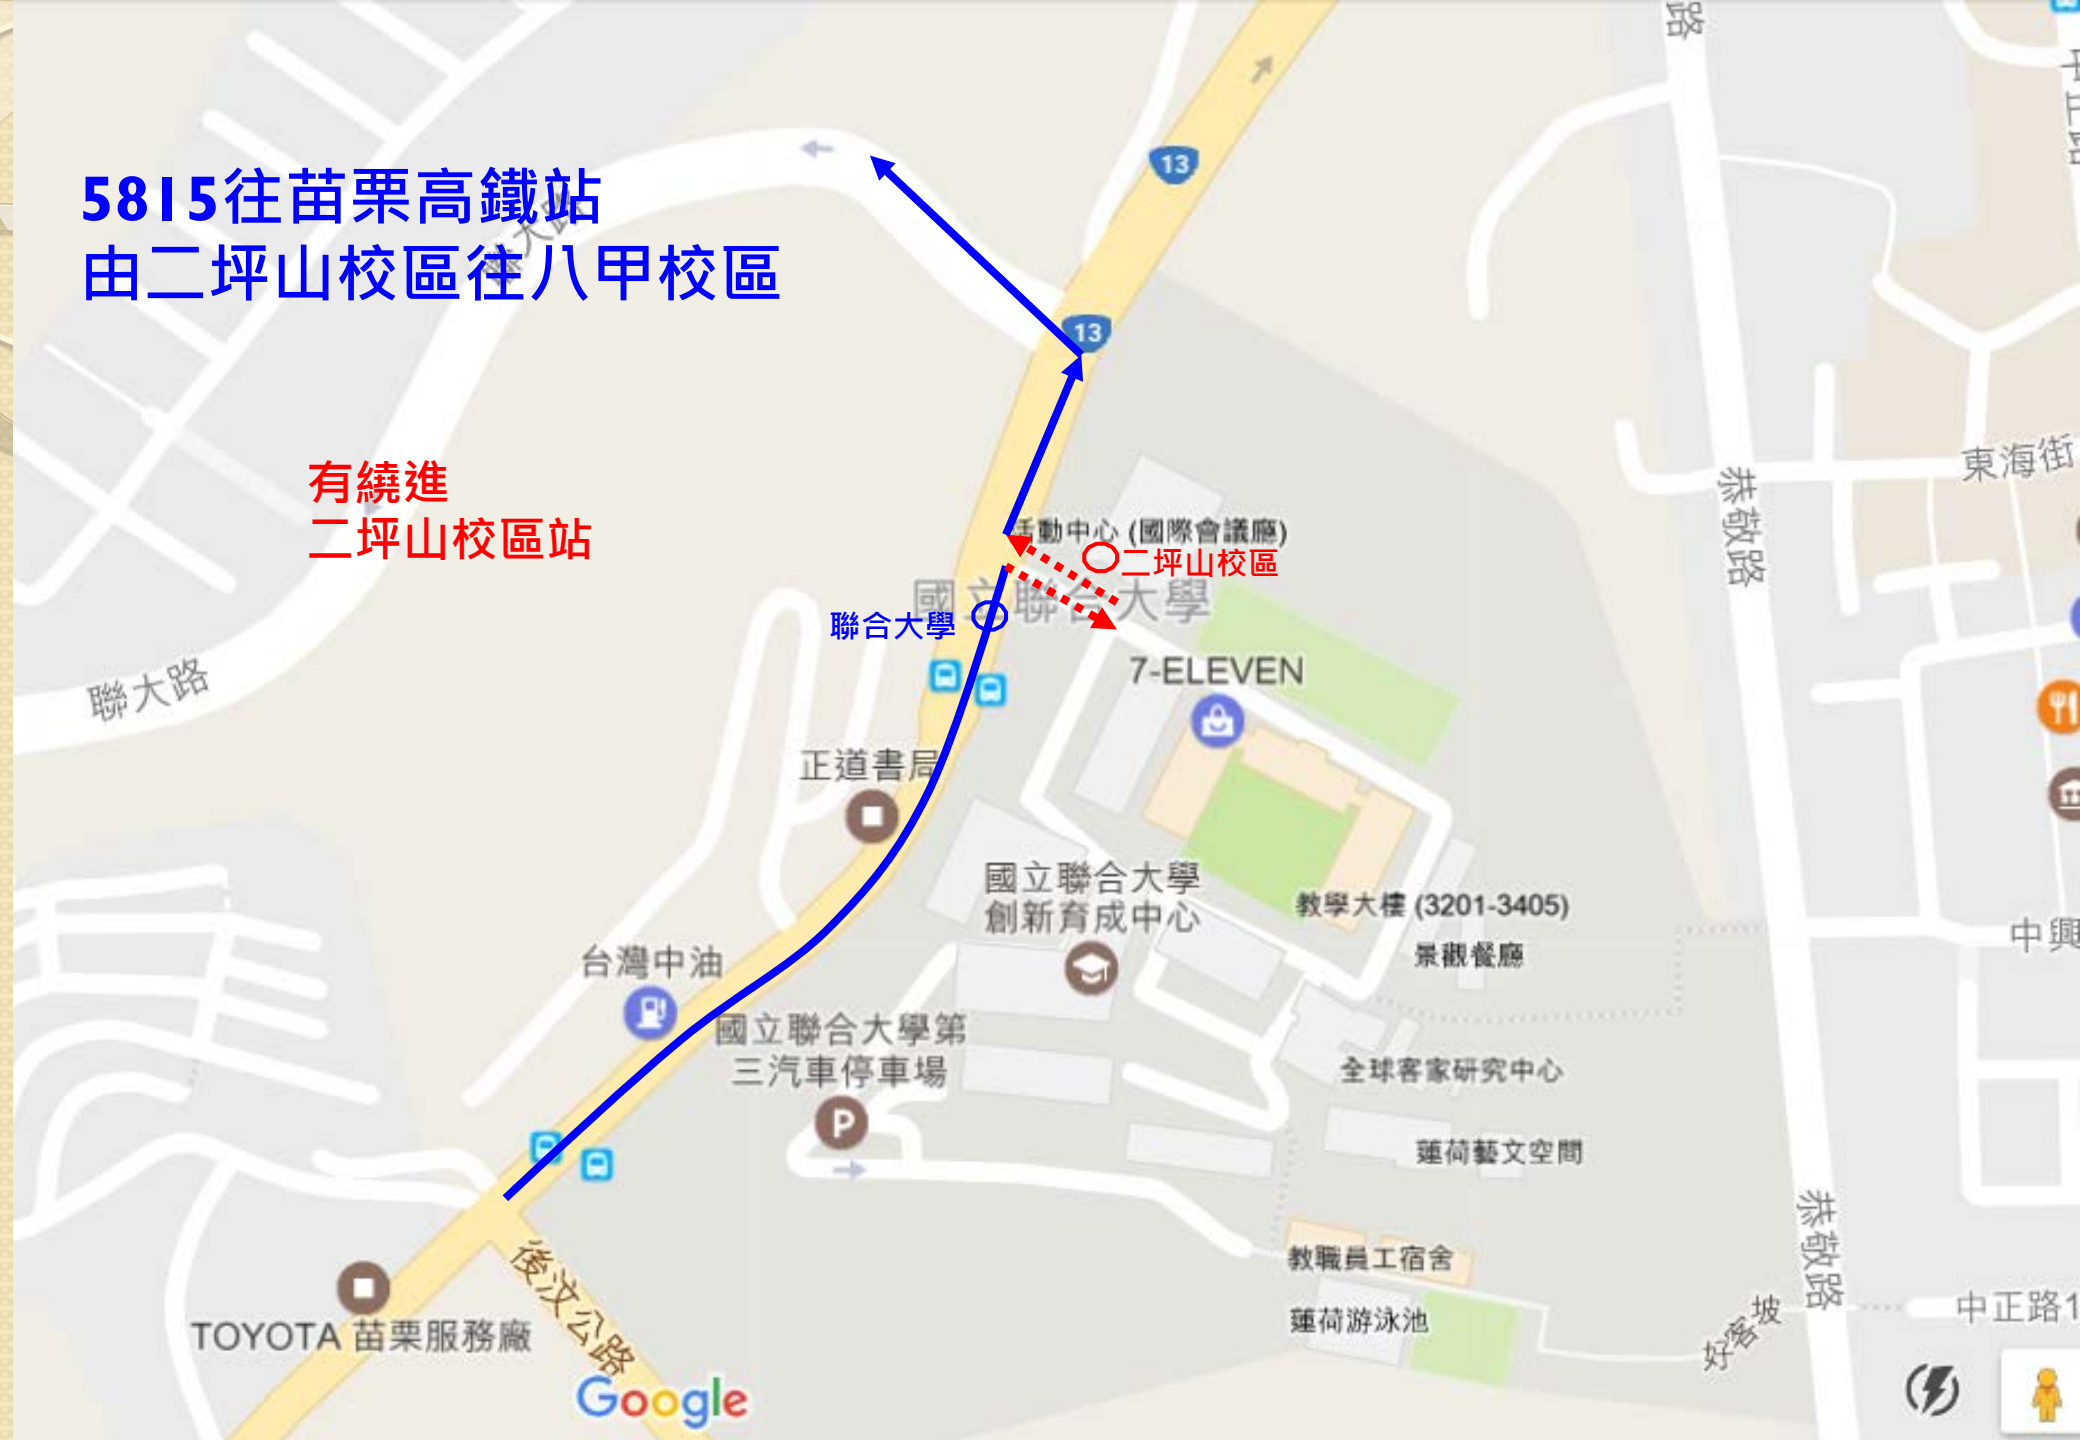 路
中正路
13
5815往苗栗高鐵站
由二坪山校區往八甲校區
聯大路
13
有繞進
二坪山校區站
東海街
恭敬路
活動中心 (國際會議廳)
二坪山校區
國立聯合大學
聯合大學
7-ELEVEN
聯大路
正道書局
國立聯合大學
創新育成中心
教學大樓 (3201-3405)
中興
景觀餐廳
台灣中油
國立聯合大學第
三汽車停車場
全球客家研究中心
P
蓮荷藝文空間
恭敬路
教職員工宿舍
後汶公路
中正路1
蓮荷游泳池
好客坡
TOYOTA 苗栗服務廠
Google